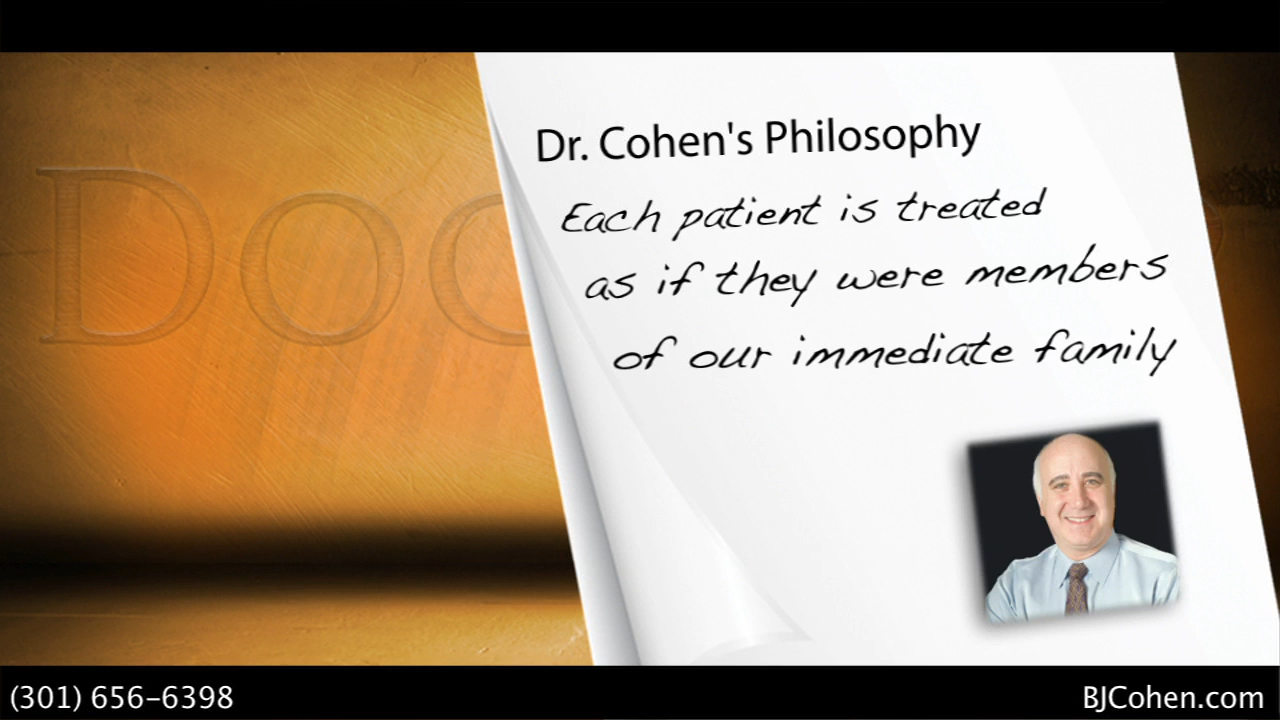 Doc
Dr. Cohen's Philosophy
Each patient is treated
as if they were members
of our immediate family
(301) 656-6398
BJCohen.com